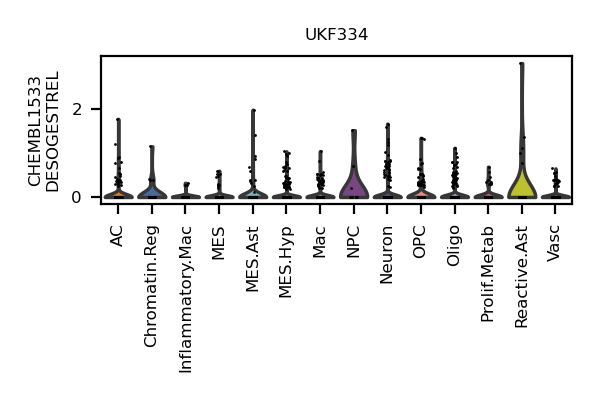 UKF334
CHEMBL1533
DESOGESTREL
2
0
AC
Chromatin.Reg
Inflammatory.Mac
MES
MES.Ast
MES.Hyp
Mac
NPC
Neuron
OPC
Oligo
Prolif.Metab
Reactive.Ast
Vasc